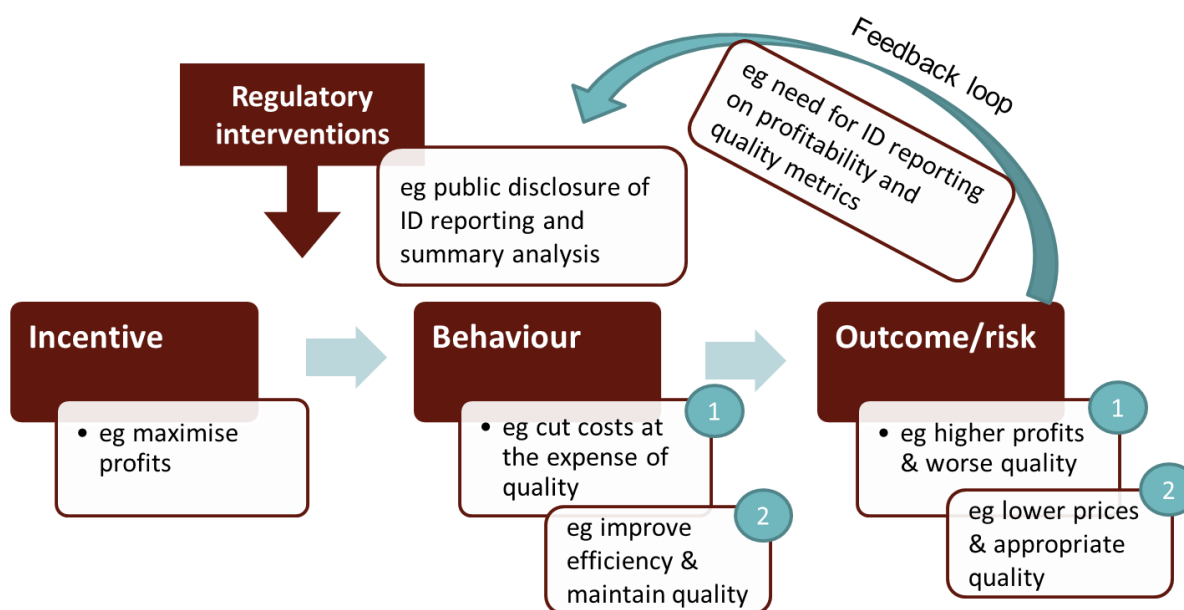 Feedback loop
Regulatory
interventions
eg need for ID reporting
on profitability and
quality metrics
eg public disclosure of
ID reporting and
summary analysis
Incentive
• eg maximise
profits
Behaviour
1
• eg cut costs at
the expense of
quality
2
eg improve
efficiency &
maintain quality
Outcome/risk
1
• eg higher profits
& worse quality
2
eg lower prices
& appropriate
quality